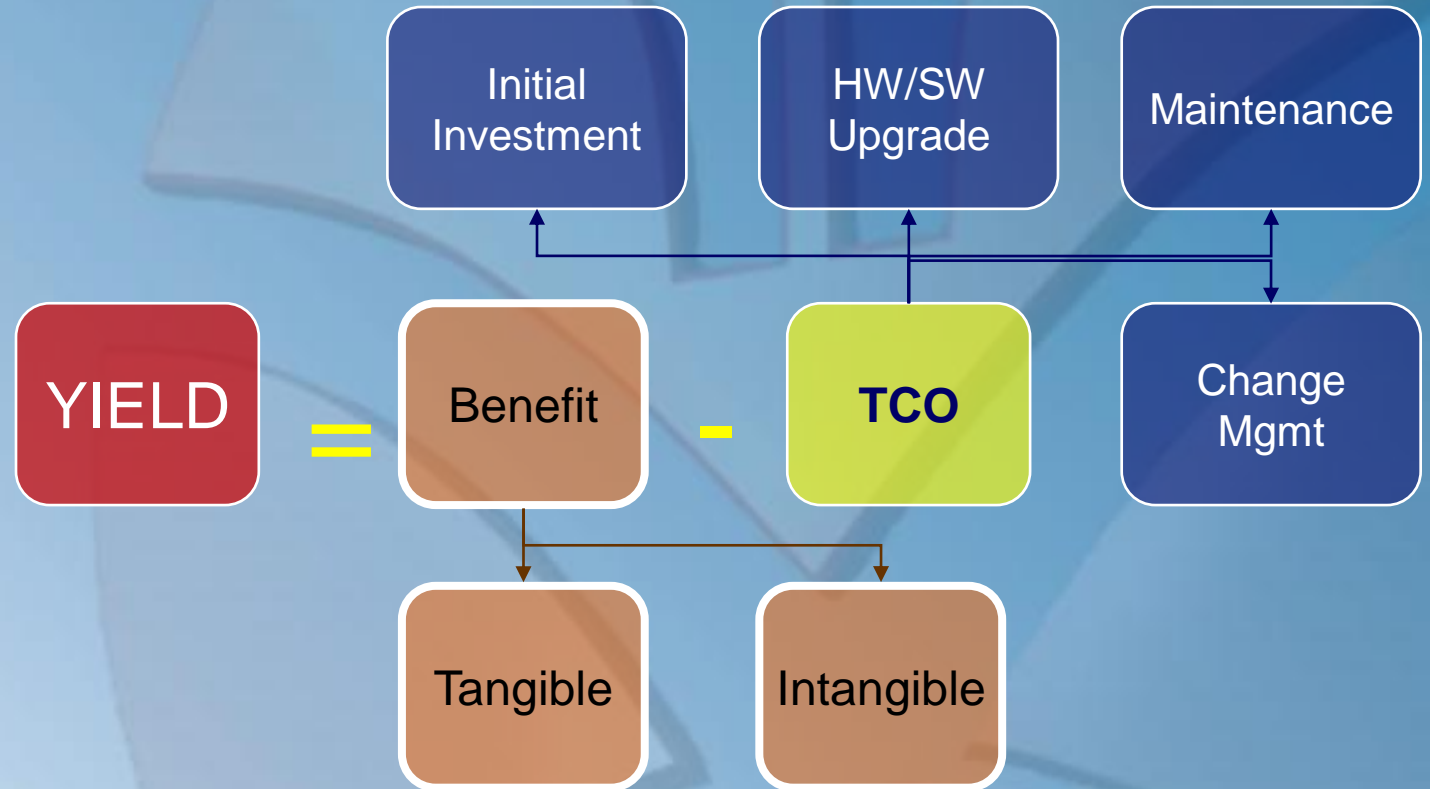 Initial
Investment
HW/SW
Upgrade
Maintenance
YIELD
=
Benefit
-
TCO
Change
Mgmt
Tangible
Intangible